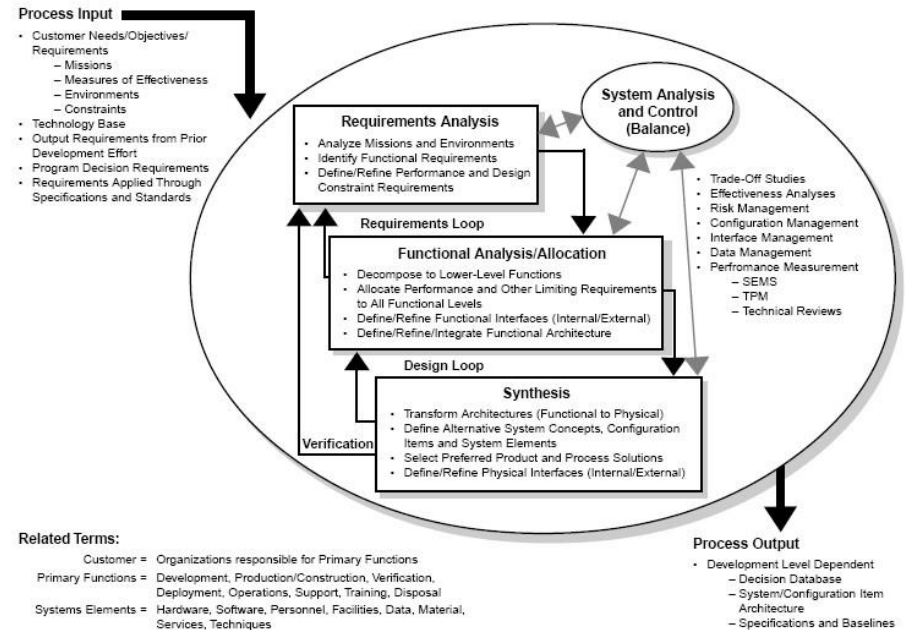 Process Input
• Customer Needs/Objectives/
Requirements
– Missions
– Measures of Effectiveness
– Environments
– Constraints
• Technology Base
• Output Requirements from Prior
Development Effort
• Program Decision Requirements
• Requirements Applied Through
Specifications and Standards
System Analysis
and Control
(Balance)
Requirements Analysis
• Analyze Missions and Environments
• Identify Functional Requirements
• Define/Refine Performance and Design
Constraint Requirements
• Trade-Off Studies
• Effectiveness Analyses
• Risk Management
• Configuration Management
• Interface Management
• Data Management
• Perfromance Measurement
– SEMS
– TPM
– Technical Reviews
Requirements Loop
Functional Analysis/Allocation
• Decompose to Lower-Level Functions
• Allocate Performance and Other Limiting Requirements
to All Functional Levels
• Define/Refine Functional Interfaces (Internal/External)
• Define/Refine/Integrate Functional Architecture
Design Loop
Synthesis
• Transform Architectures (Functional to Physical)
• Define Alternative System Concepts, Configuration
Items and System Elements
• Select Preferred Product and Process Solutions
• Define/Refine Physical Interfaces (Internal/External)
Verification
Related Terms:
Customer = Organizations responsible for Primary Functions
Primary Functions = Development, Production/Construction, Verification,
Deployment, Operations, Support, Training, Disposal
Systems Elements = Hardware, Software, Personnel, Facilities, Data, Material,
Services, Techniques
Process Output
• Development Level Dependent
– Decision Database
– System/Configuration Item
Architecture
– Specifications and Baselines